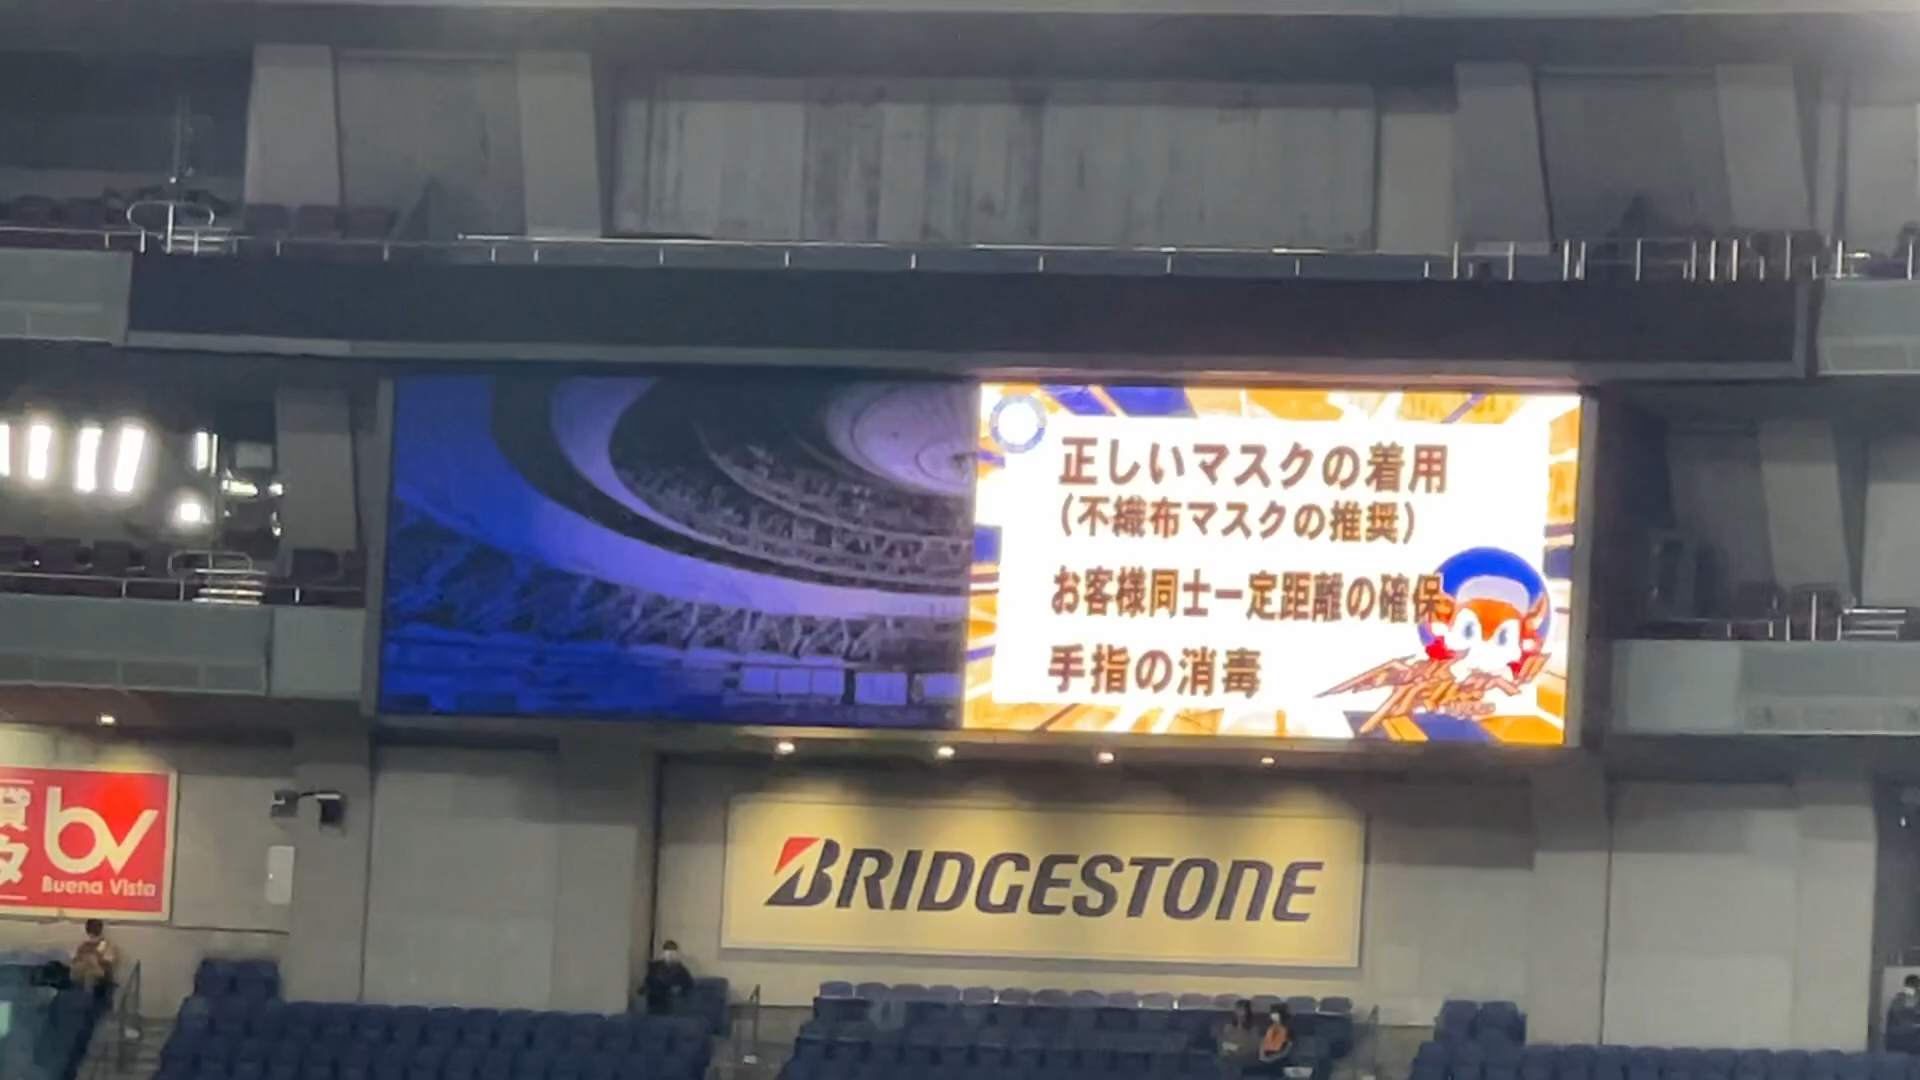 正しいマスクの着用
(不織布マスクの推奨)
お客様同士一定距離の確保
手指の消毒
bv
Buena Vista
BRIDGESTONE